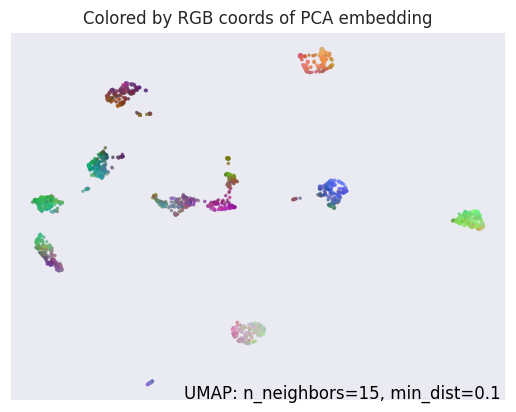 Colored by RGB coords of PCA embedding
UMAP: n_neighbors=15, min_dist=0.1